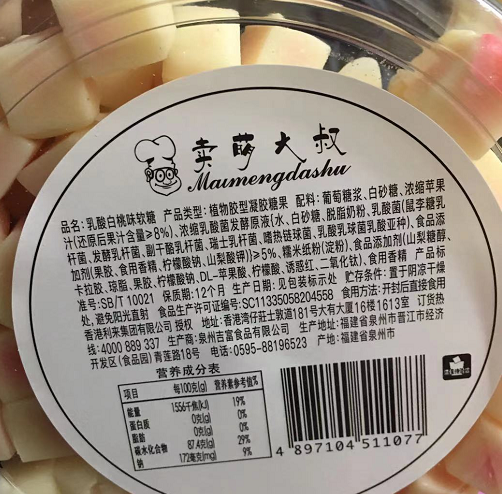 卖萌大叔
Maimengdashu
品名:乳酸白桃味软糖 产品类型:植物胶型凝胶糖果 配料:葡萄糖浆、白砂糖、浓缩苹果
汁(还原后果汁含量≥8%)、浓缩乳酸菌发酵原液(水、白砂糖、脱脂奶粉、乳酸菌(鼠李糖乳
杆菌、发酵乳杆菌、副干酪乳杆菌、瑞士乳杆菌、嗜热链球菌、乳酸乳球菌乳酸亚种)、食品添
加剂(果胶、食用香精、柠檬酸钠、山梨酸钾))≥5%、糯米纸粉(淀粉)、食品添加剂(山梨糖醇、
卡拉胶、琼脂、果胶、柠檬酸、DL-苹果酸、柠檬酸钠、诱惑红、二氧化钛)、食用香精 产品标
准号:SB/T 10021 保质期:12个月 生产日期:见包装标示处 贮存条件:置于阴凉干燥
处,避免阳光直射 食品生产许可证编号:SC11335058204558 食用方法:开封后直接食用
香港利来集团有限公司 授权 地址:香港湾仔莊士敦道181号大有大厦16楼1613室 订货热
线:4000 889 337 生产商:泉州吉富食品有限公司 生产地址:福建省泉州市晋江市经济
开发区(食品园)青莲路18号 电话:0595-88196523 产地:福建省泉州市
营养成分表
项目 每100克(g) 营养素参考值%
能量 1556千焦(kJ) 19%
蛋白质 0克(g) 0%
脂肪 0克(g) 0%
碳水化合物 87.4克(g) 29%
钠 172毫克(mg) 9%
4 897104 511077